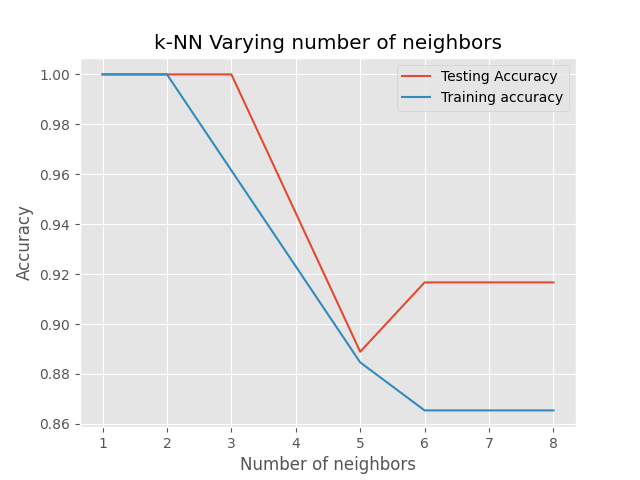 k-NN Varying number of neighbors
Testing Accuracy
Training accuracy
1.00
0.98
0.96
0.94
0.92
0.90
0.88
0.86
Accuracy
1 2 3 4 5 6 7 8
Number of neighbors